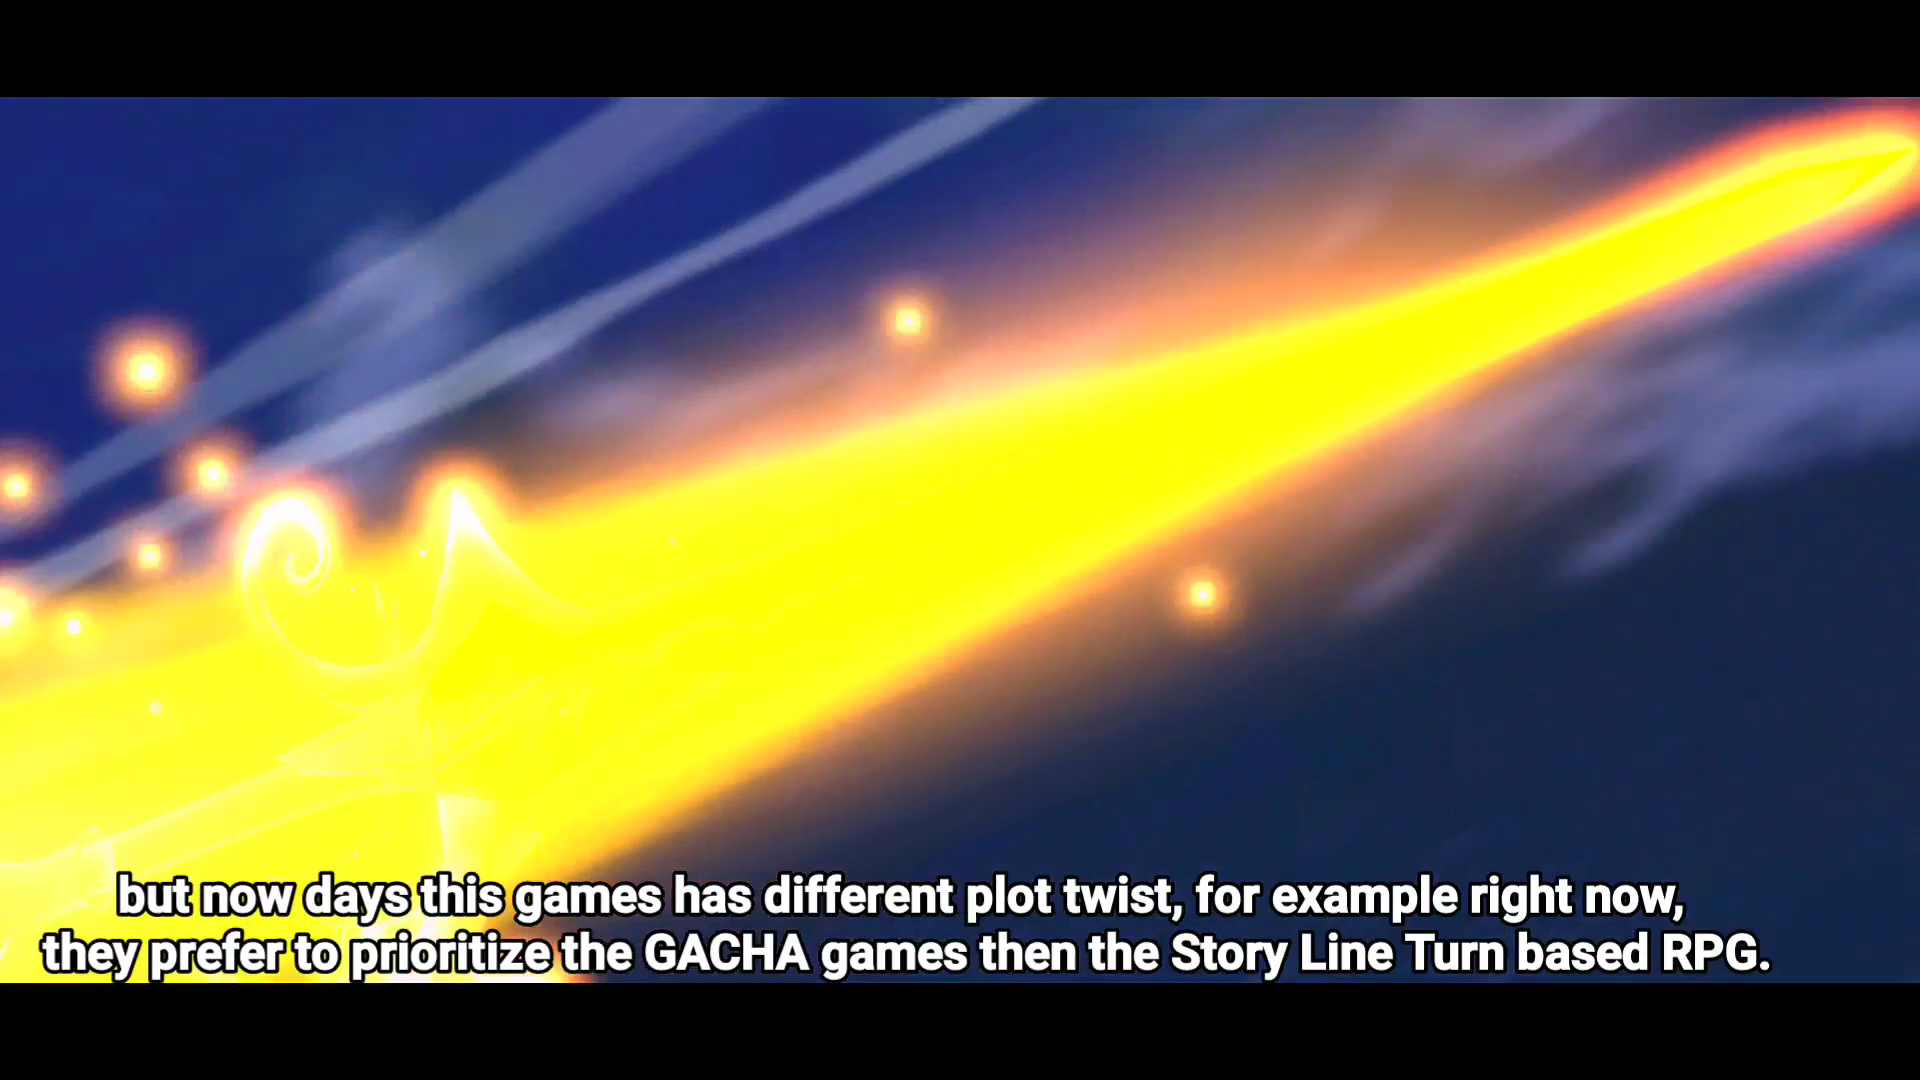 but now days this games has different plot twist, for example right now,
they prefer to prioritize the GACHA games then the Story Line Turn based RPG.